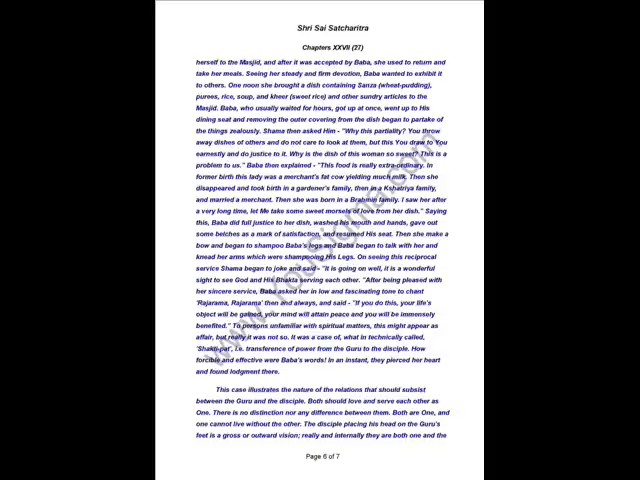 Shri Sai Satcharitra
Chapters XXVII (27)
herself to the Masjid, and after it was accepted by Baba, she used to return and
take her meals. Seeing her steady and firm devotion, Baba wanted to exhibit it
to others. One noon she brought a dish containing Sanza (wheat-pudding),
purees, rice, soup, and kheer (sweet rice) and other sundry articles to the
Masjid. Baba, who usually waited for hours, got up at once, went up to His
dining seat and removing the outer covering from the dish began to partake of
the things zealously. Shama then asked Him - "Why this partiality? You throw
away dishes of others and do not care to look at them, but this You draw to You
earnestly and do justice to it. Why is the dish of this woman so sweet? This is a
problem to us." Baba then explained - "This food is really extra-ordinary. In
former birth this lady was a merchant's fat cow yielding much milk. Then she
disappeared and took birth in a gardener's family, then in a Kshatriya family,
and married a merchant. Then she was born in a Brahmin family. I saw her after
a very long time, let Me take some sweet morsels of love from her dish." Saying
this, Baba did full justice to her dish, washed his mouth and hands, gave out
some belches as a mark of satisfaction, and resumed His seat. Then she make a
bow and began to shampoo Baba's legs and Baba began to talk with her and
knead her arms which were shampooing His Legs. On seeing this reciprocal
service Shama began to joke and said - "It is going on well, it is a wonderful
sight to see God and His Bhakta serving each other. "After being pleased with
her sincere service, Baba asked her in low and fascinating tone to chant
'Rajarama, Rajarama' then and always, and said - "If you do this, your life's
object will be gained, your mind will attain peace and you will be immensely
benefited." To persons unfamiliar with spiritual matters, this might appear as
affair, but really it was not so. It was a case of, what in technically called,
'Shakti-pat', i.e. transference of power from the Guru to the disciple. How
forcible and effective were Baba's words! In an instant, they pierced her heart
and found lodgment there.
This case illustrates the nature of the relations that should subsist
between the Guru and the disciple. Both should love and serve each other as
One. There is no distinction nor any difference between them. Both are One, and
one cannot live without the other. The disciple placing his head on the Guru's
feet is a gross or outward vision; really and internally they are both one and the
Page 6 of 7
www.YouSigma.com